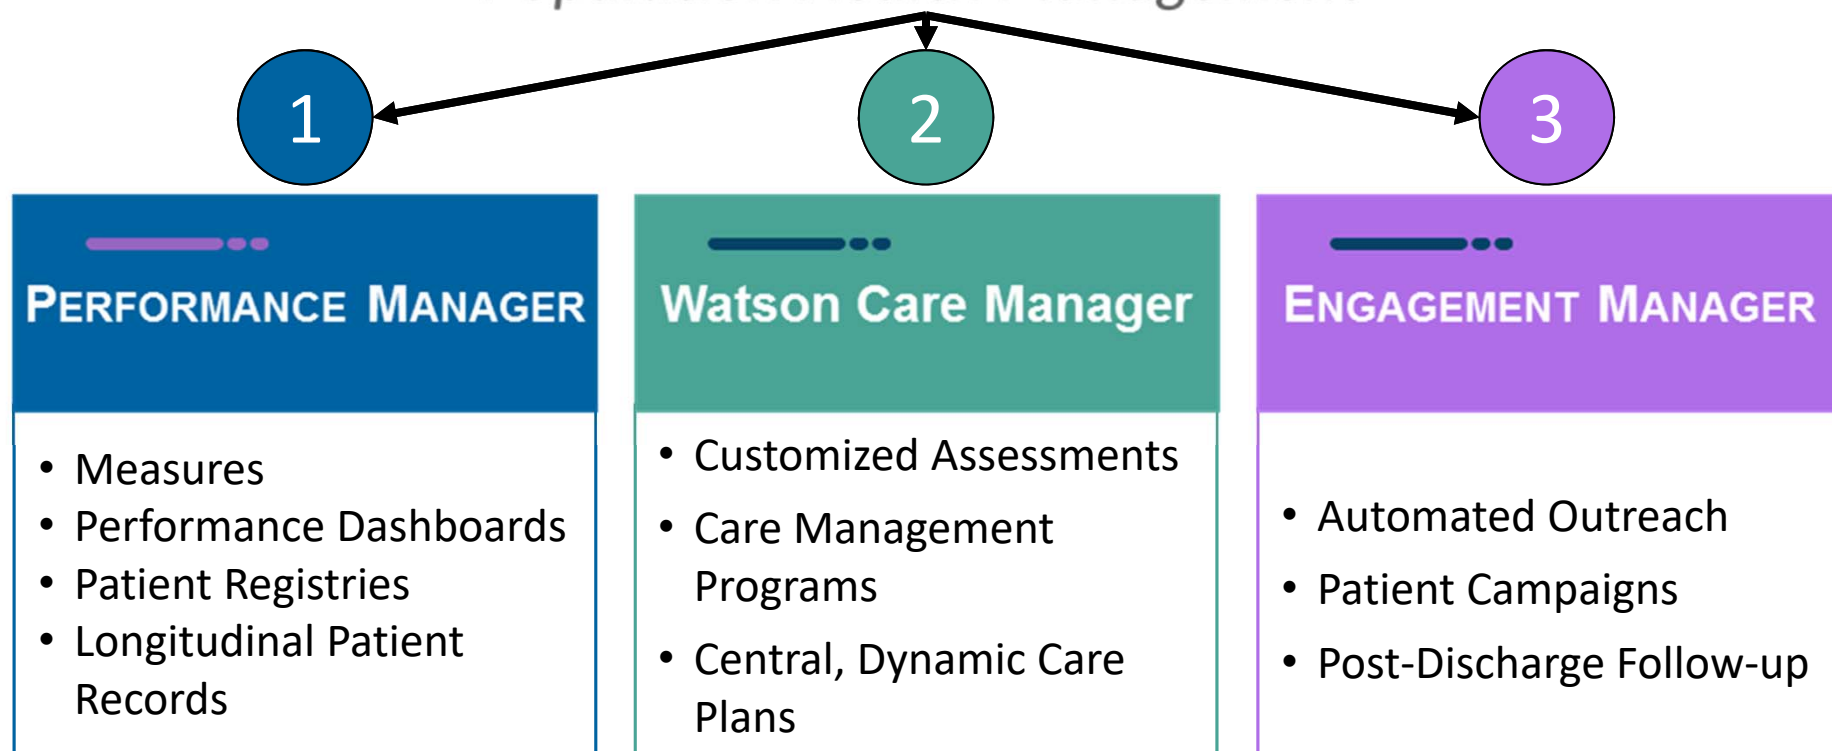 1
2
3
PERFORMANCE MANAGER
• Measures
• Performance Dashboards
• Patient Registries
• Longitudinal Patient
Records
Watson Care Manager
• Customized Assessments
• Care Management
Programs
• Central, Dynamic Care
Plans
ENGAGEMENT MANAGER
• Automated Outreach
• Patient Campaigns
• Post-Discharge Follow-up